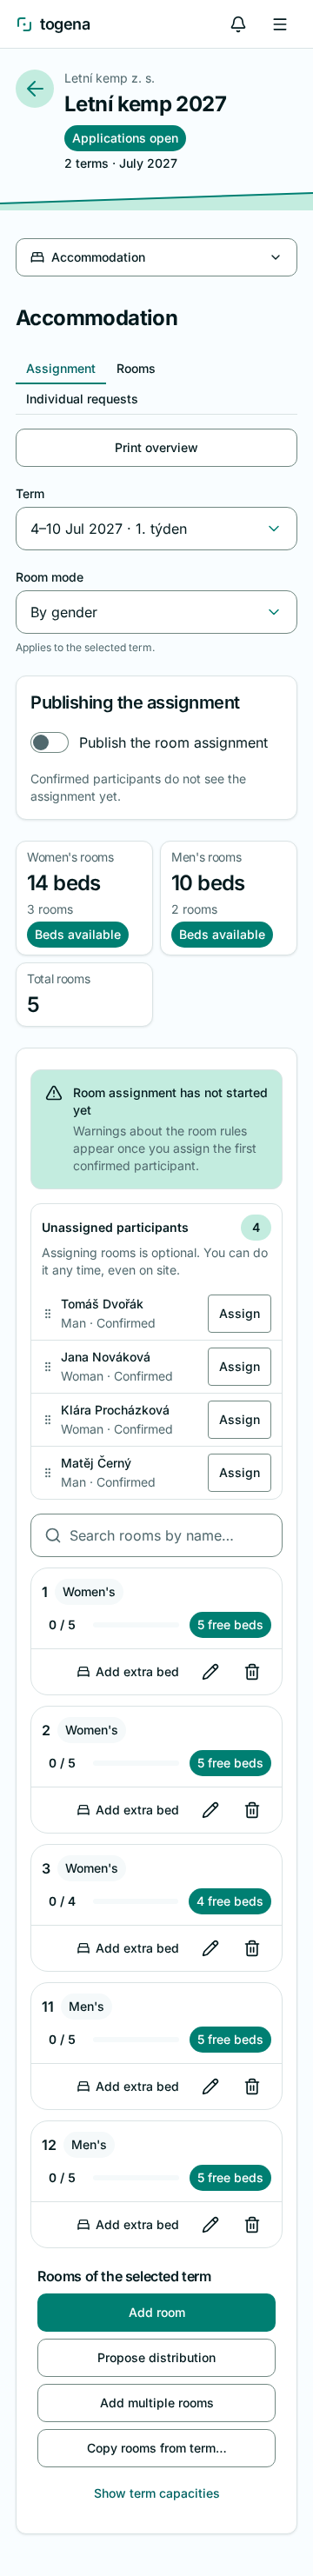 togena
Letní kemp z. s.
Letní kemp 2027
Applications open
2 terms · July 2027
Accommodation
Accommodation
Assignment
Rooms
Individual requests
Print overview
Term
4–10 Jul 2027 · 1. týden
Room mode
By gender
Applies to the selected term.
Publishing the assignment
Publish the room assignment
Confirmed participants do not see the
assignment yet.
Women's rooms
14 beds
3 rooms
Beds available
Men's rooms
10 beds
2 rooms
Beds available
Total rooms
5
Room assignment has not started
yet
Warnings about the room rules
appear once you assign the first
confirmed participant.
Unassigned participants
4
Assigning rooms is optional. You can do
it any time, even on site.
Tomáš Dvořák
Man · Confirmed
Assign
Jana Nováková
Woman · Confirmed
Assign
Klára Procházková
Woman · Confirmed
Assign
Matěj Černý
Man · Confirmed
Assign
Search rooms by name...
1 Women's
0 / 5
5 free beds
Add extra bed
2 Women's
0 / 5
5 free beds
Add extra bed
3 Women's
0 / 4
4 free beds
Add extra bed
11 Men's
0 / 5
5 free beds
Add extra bed
12 Men's
0 / 5
5 free beds
Add extra bed
Rooms of the selected term
Add room
Propose distribution
Add multiple rooms
Copy rooms from term...
Show term capacities